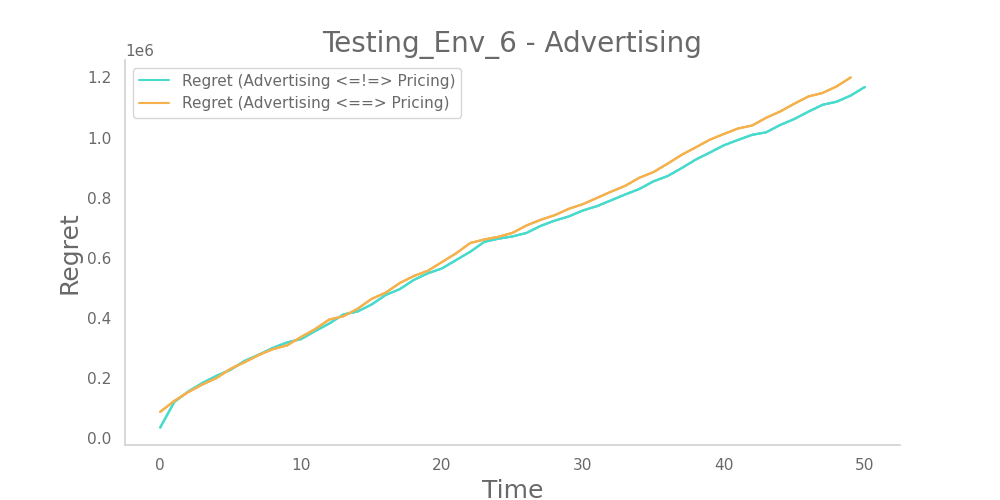 Testing_Env_6 - Advertising
1e6
Regret (Advertising <=!=> Pricing)
Regret (Advertising <==> Pricing)
1.2
1.0
0.8
0.6
0.4
0.2
0.0
Regret
0 10 20 30 40 50
Time